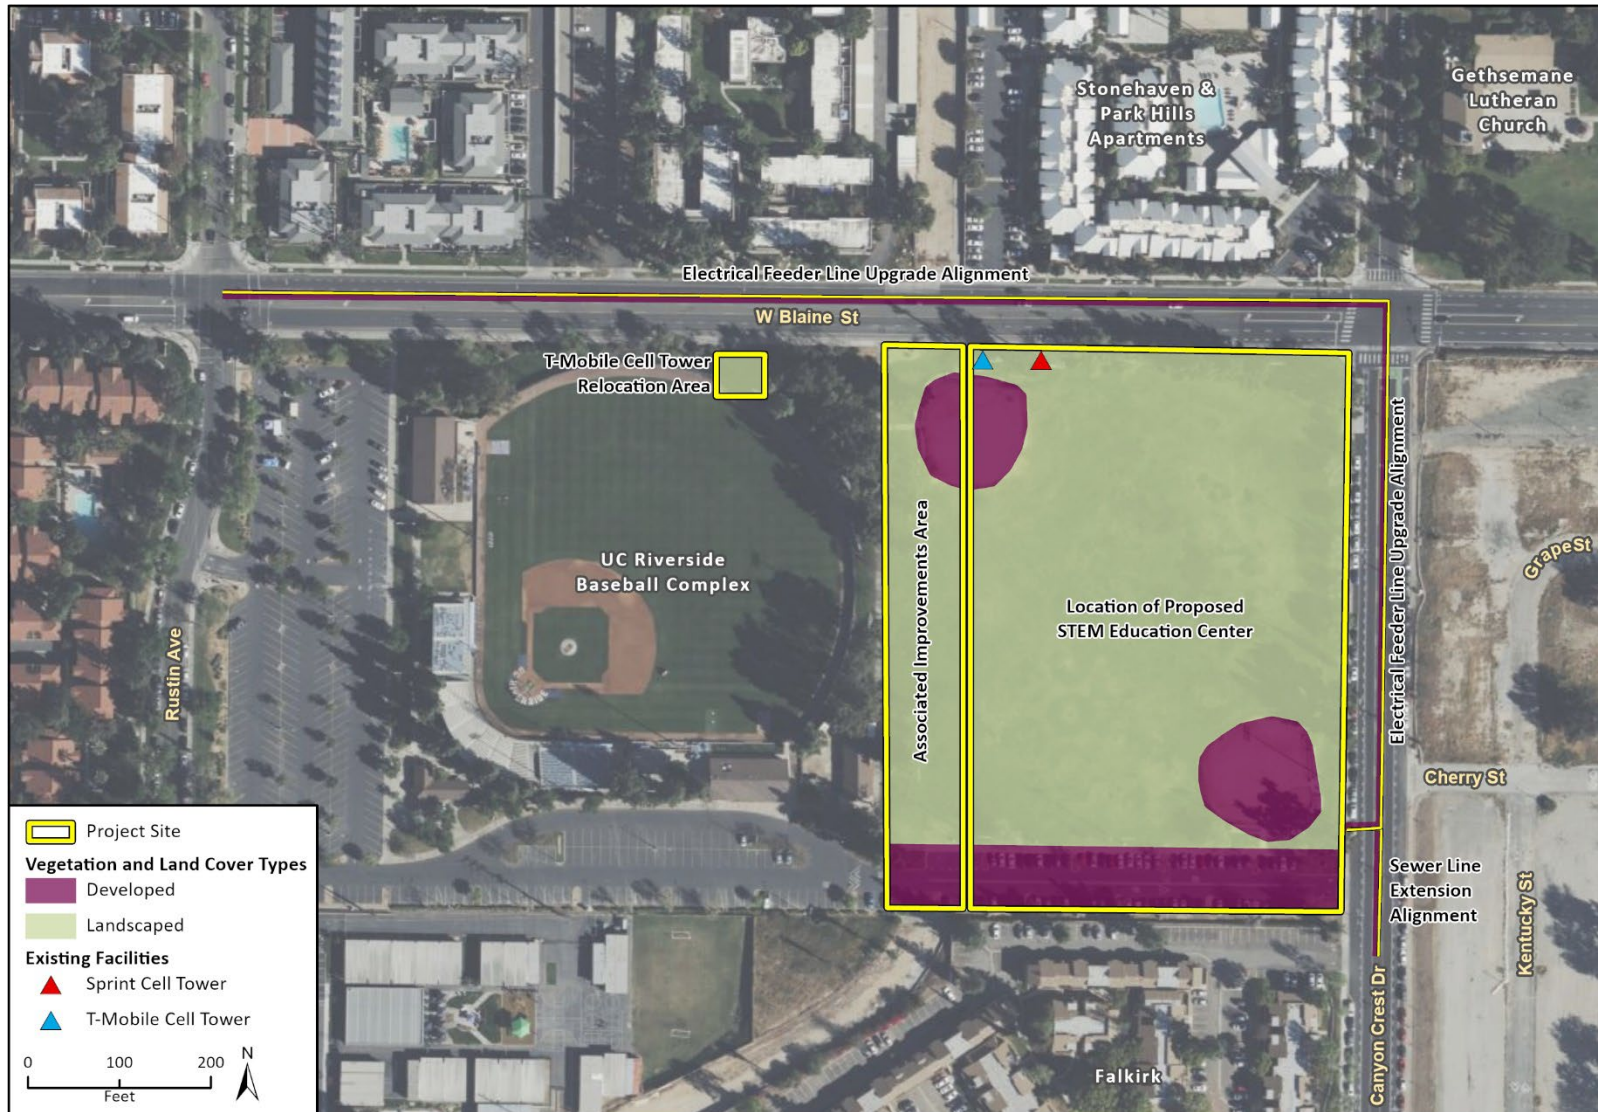 Stonehaven &
Park Hills
Apartments
Gethsemane
Lutheran
Church
Electrical Feeder Line Upgrade Alignment
W Blaine St
T-Mobile Cell Tower
Relocation Area
UC Riverside
Baseball Complex
Associated Improvements Area
Location of Proposed
STEM Education Center
Electrical Feeder Line Upgrade Alignment
Grape St
Rustin Ave
Cherry St
Sewer Line
Extension
Alignment
Kentucky St
Canyon Crest Dr
Falkirk
Project Site
Vegetation and Land Cover Types
Developed
Landscaped
Existing Facilities
Sprint Cell Tower
T-Mobile Cell Tower
0 100 200
Feet
N